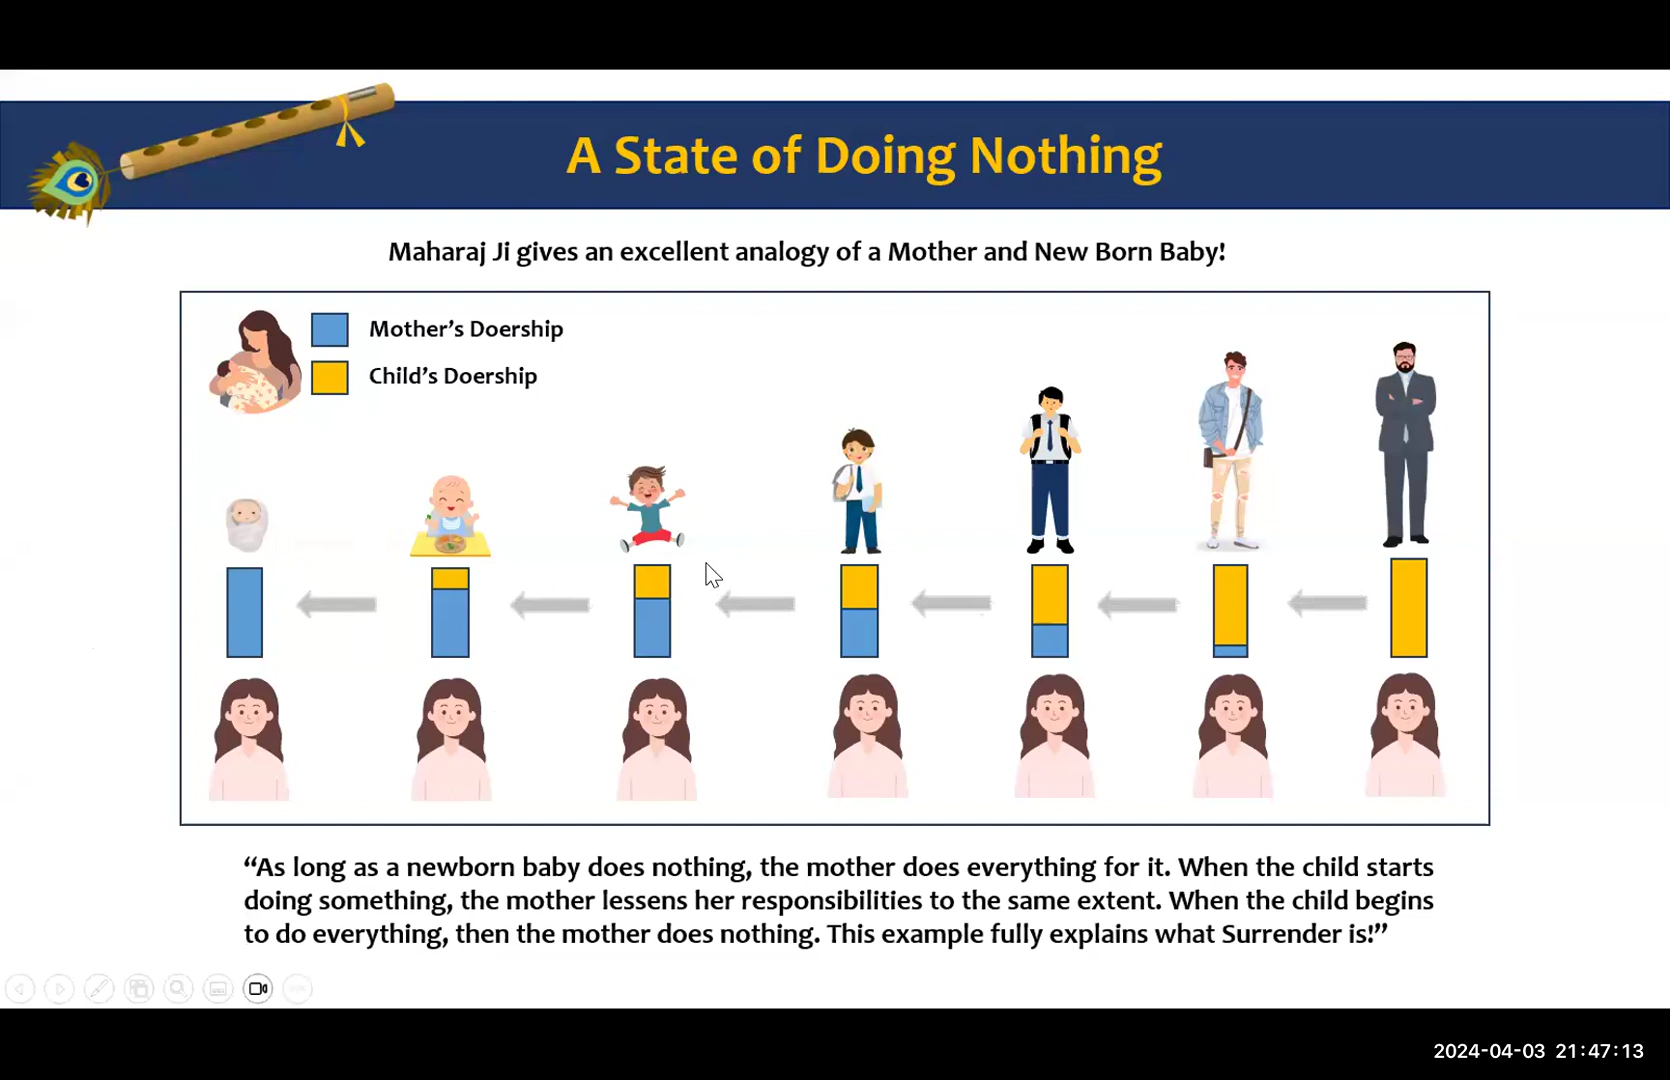 A State of Doing Nothing
Maharaj Ji gives an excellent analogy of a Mother and New Born Baby!
Mother’s Doership
Child’s Doership
“As long as a newborn baby does nothing, the mother does everything for it. When the child starts
doing something, the mother lessens her responsibilities to the same extent. When the child begins
to do everything, then the mother does nothing. This example fully explains what Surrender is!”
2024-04-03 21:47:13